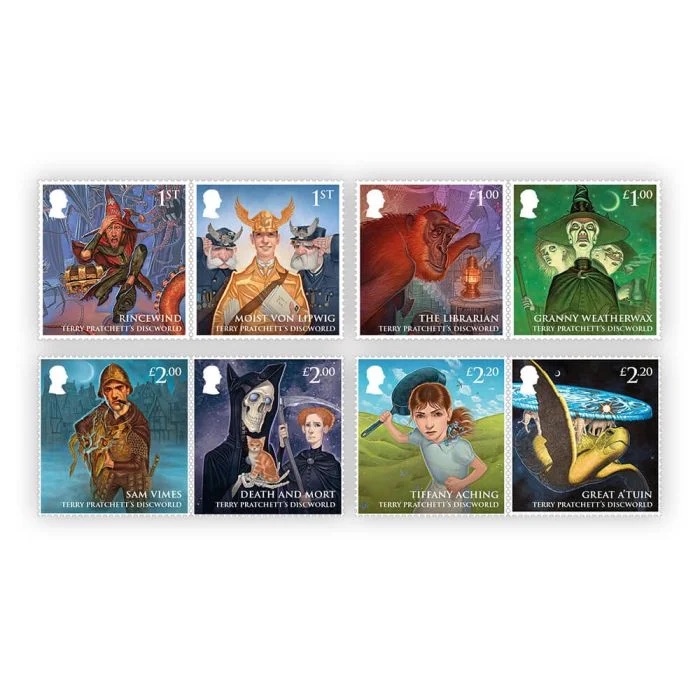 1ST
RINCEWIND
TERRY PRATCHETT'S DISCWORLD
1ST
MOIST VON LIPWIG
TERRY PRATCHETT'S DISCWORLD
£1.00
THE LIBRARIAN
TERRY PRATCHETT'S DISCWORLD
£1.00
GRANNY WEATHERWAX
TERRY PRATCHETT'S DISCWORLD
£2.00
SAM VIMES
TERRY PRATCHETT'S DISCWORLD
£2.00
DEATH AND MORT
TERRY PRATCHETT'S DISCWORLD
£2.20
TIFFANY ACHING
TERRY PRATCHETT'S DISCWORLD
£2.20
GREAT A'TUIN
TERRY PRATCHETT'S DISCWORLD